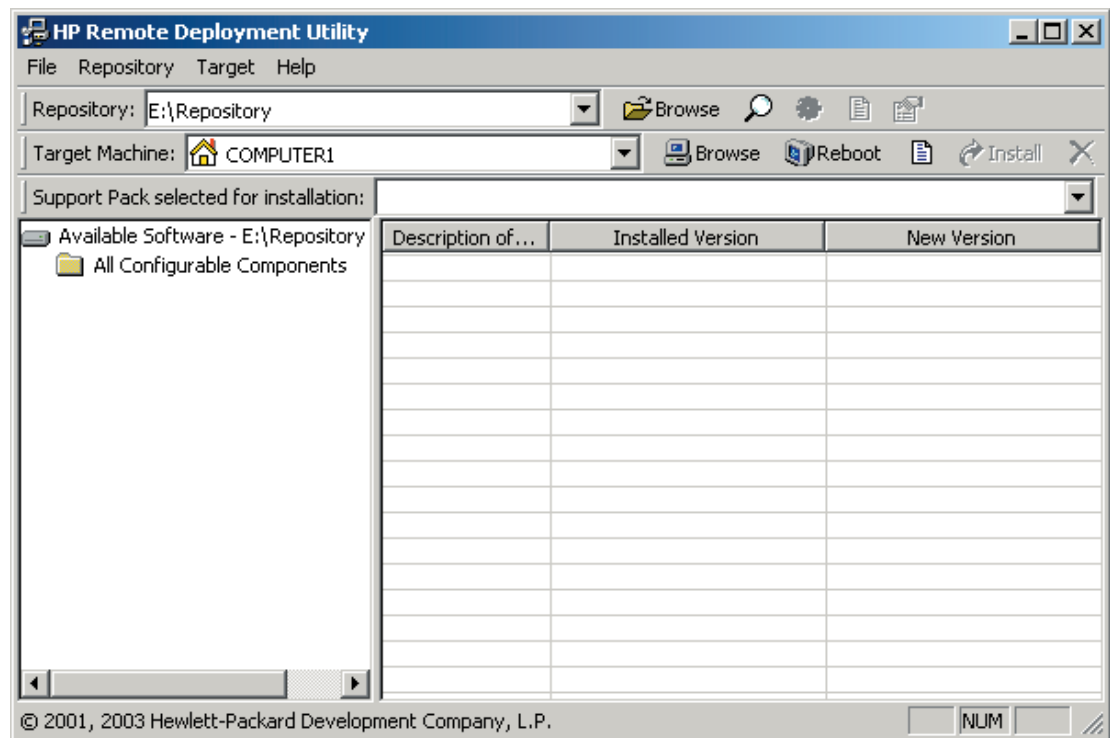 HP Remote Deployment Utility
File Repository Target Help
Repository: E:\Repository Browse
Target Machine: COMPUTER1 Browse Reboot Install
Support Pack selected for installation:
Available Software - E:\Repository
All Configurable Components
Description of... Installed Version New Version
© 2001, 2003 Hewlett-Packard Development Company, L.P. NUM